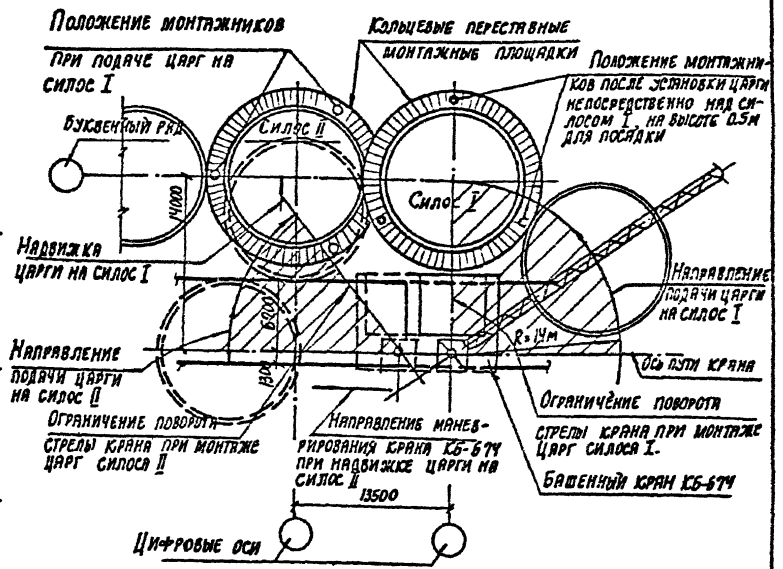 Положение монтажников
при подаче царг на
силос I
Кольцевые переставные
монтажные площадки
Положение монтажни-
ков после установки царги
непосредственно над си-
лосом I, на высоте 0.5м
для посадки
Буквенный ряд
Силос II
Силос I
14000
Надвижка
царги на силос I
Направление
подачи царги
на силос I
6200
1300
R=14м
Ось пути крана
Направление
подачи царги
на силос II
Ограничение поворота
стрелы крана при монтаже
царг силоса II
Направление манев-
рирования крана КБ-674
при надвижке царги на
силос II
Ограничение поворота
стрелы крана при монтаже
царг силоса I.
Башенный кран КБ-674
13500
Цифровые оси